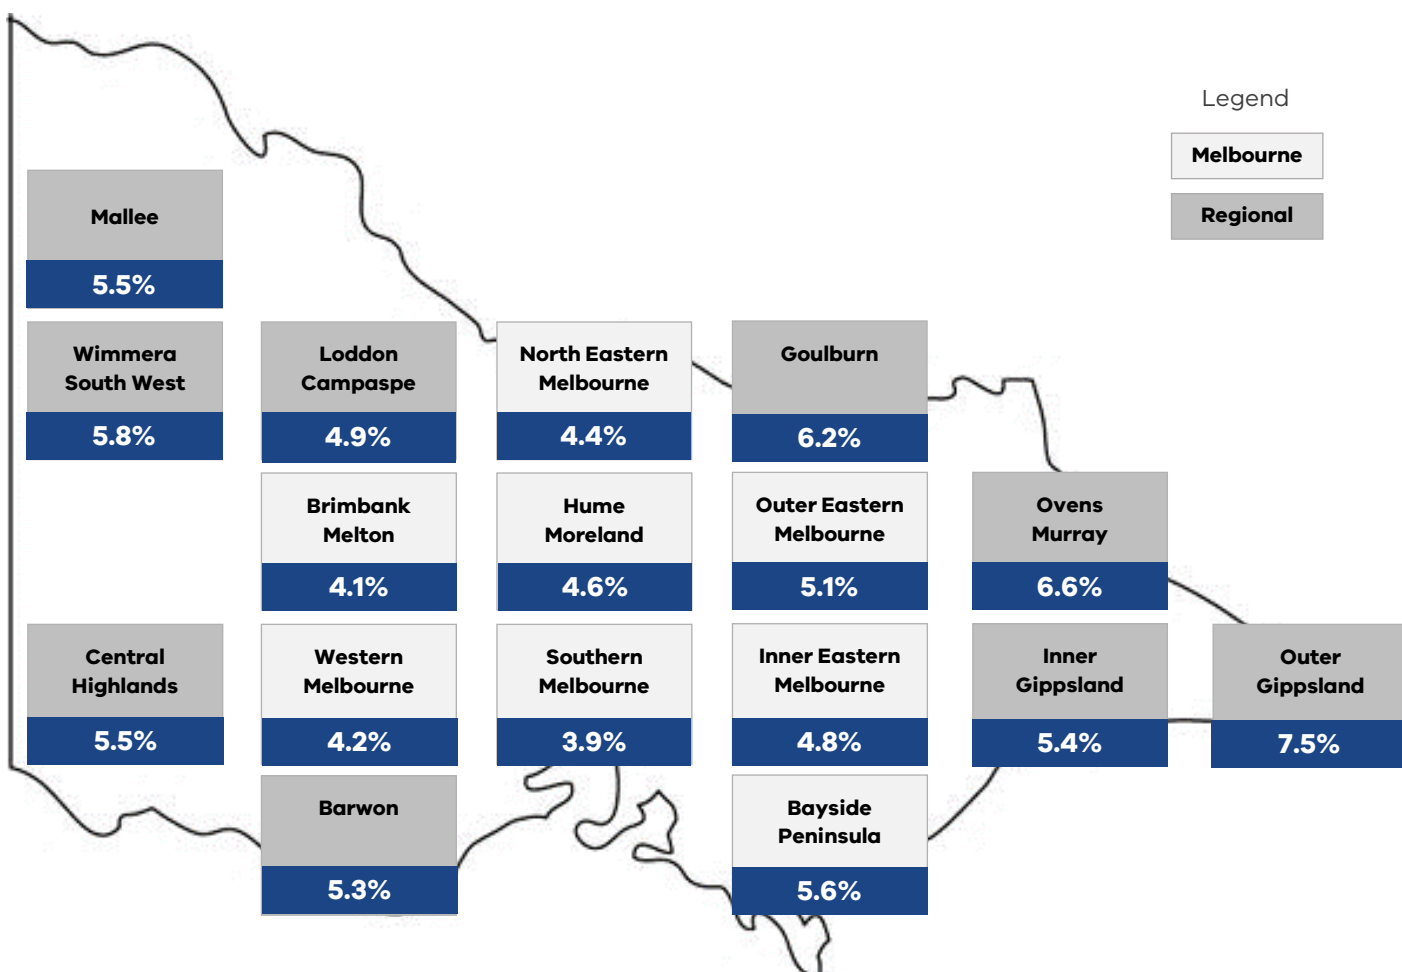 Legend
Melbourne
Regional
Mallee
5.5%
Wimmera
South West
5.8%
Loddon
Campaspe
4.9%
North Eastern
Melbourne
4.4%
Goulburn
6.2%
Brimbank
Melton
4.1%
Hume
Moreland
4.6%
Outer Eastern
Melbourne
5.1%
Ovens
Murray
6.6%
Central
Highlands
5.5%
Western
Melbourne
4.2%
Southern
Melbourne
3.9%
Inner Eastern
Melbourne
4.8%
Inner
Gippsland
5.4%
Outer
Gippsland
7.5%
Barwon
5.3%
Bayside
Peninsula
5.6%